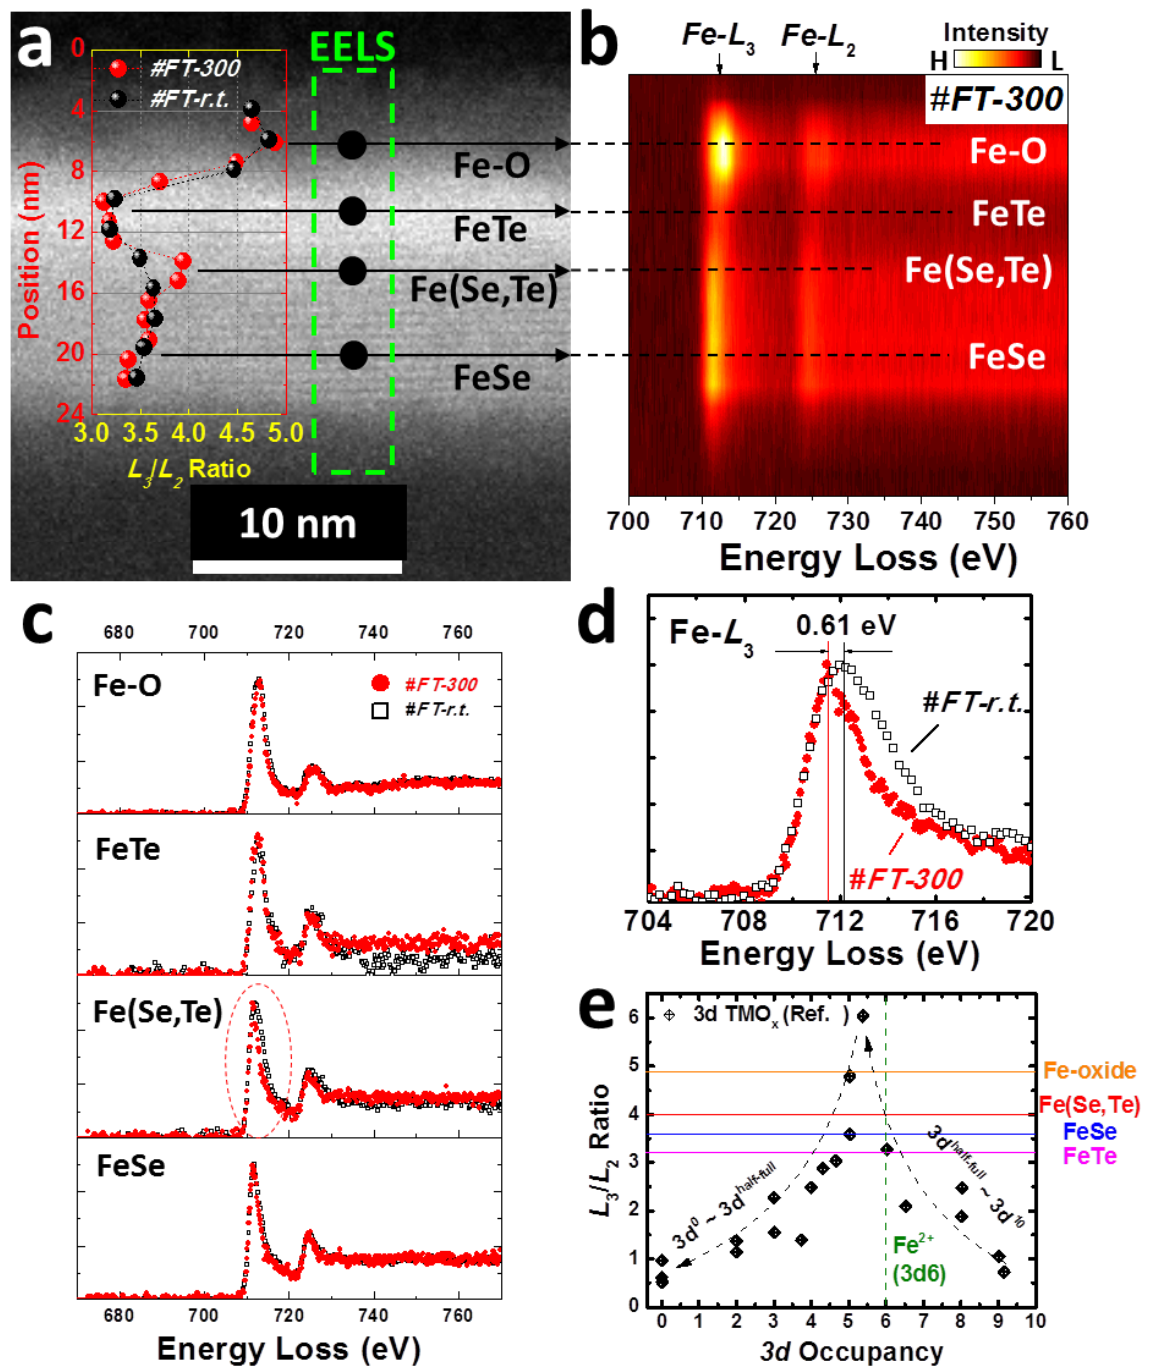 a
EELS
#FT-300
#FT-r.t.
0
4
8
12
16
20
24
Position (nm)
3.0 3.5 4.0 4.5 5.0
L3/L2 Ratio
Fe-O
FeTe
Fe(Se,Te)
FeSe
10 nm
b
Fe-L3 Fe-L2
Intensity
H L
#FT-300
Fe-O
FeTe
Fe(Se,Te)
FeSe
700 710 720 730 740 750 760
Energy Loss (eV)
c
680 700 720 740 760
Fe-O
#FT-300
#FT-r.t.
FeTe
Fe(Se,Te)
FeSe
680 700 720 740 760
Energy Loss (eV)
d
Fe-L3
0.61 eV
#FT-r.t.
#FT-300
704 708 712 716 720
Energy Loss (eV)
e
3d TMOx (Ref. )
6
5
4
3
2
1
0
L3/L2 Ratio
Fe-oxide
Fe(Se,Te)
FeSe
FeTe
3d0 ~ 3dhalf-full
3dhalf-full ~ 3d10
Fe2+
(3d6)
0 1 2 3 4 5 6 7 8 9 10
3d Occupancy